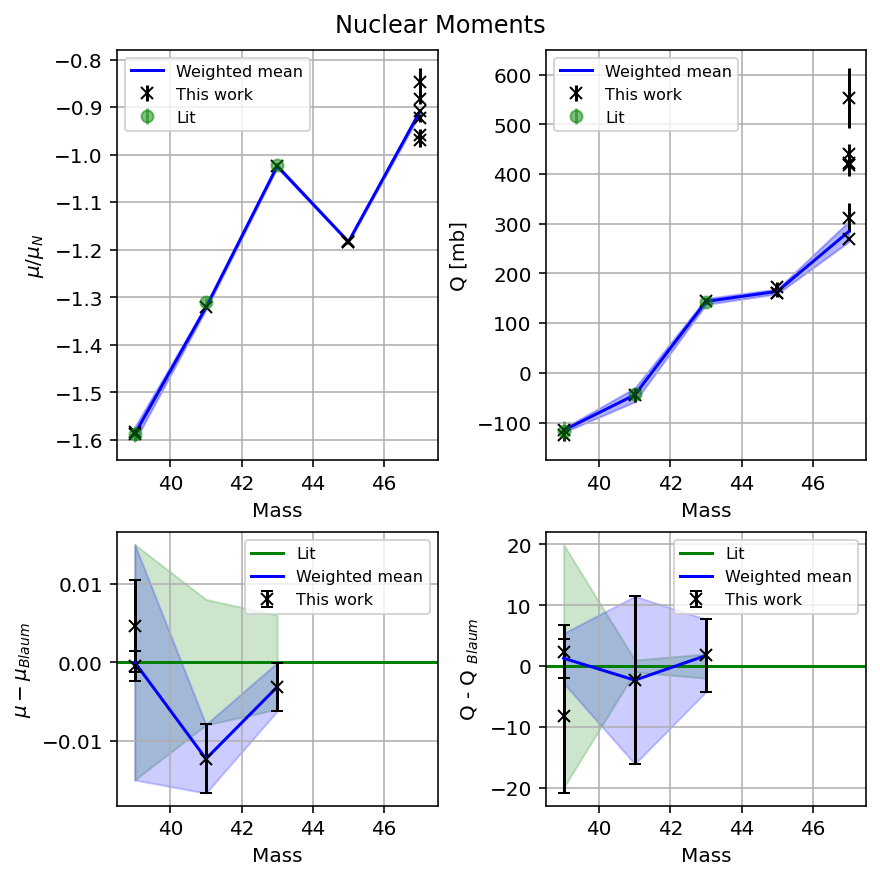 Nuclear Moments
−0.8
−0.9
−1.0
−1.1
−1.2
−1.3
−1.4
−1.5
−1.6
μ/μN
Weighted mean
This work
Lit
40 42 44 46
Mass
600
500
400
300
200
100
0
−100
Q [mb]
Weighted mean
This work
Lit
40 42 44 46
Mass
0.01
0.00
−0.01
μ − μBlaum
Lit
Weighted mean
This work
40 42 44 46
Mass
20
10
0
−10
−20
Q - Q Blaum
Lit
Weighted mean
This work
40 42 44 46
Mass